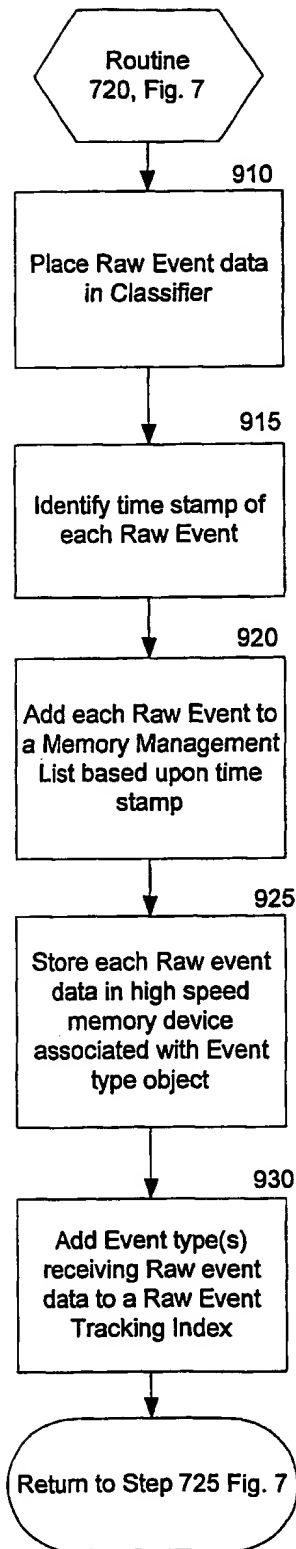 Routine
720, Fig. 7
910
Place Raw Event data
in Classifier
915
Identify time stamp of
each Raw Event
920
Add each Raw Event to
a Memory Management
List based upon time
stamp
925
Store each Raw event
data in high speed
memory device
associated with Event
type object
930
Add Event type(s)
receiving Raw event
data to a Raw Event
Tracking Index
Return to Step 725 Fig. 7